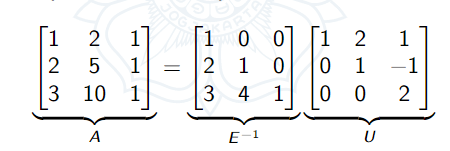 [1 2 1] [1 0 0] [1 2 1]
[2 5 1] = [2 1 0] [0 1 −1]
[3 10 1] [3 4 1] [0 0 2]
A E⁻¹ U